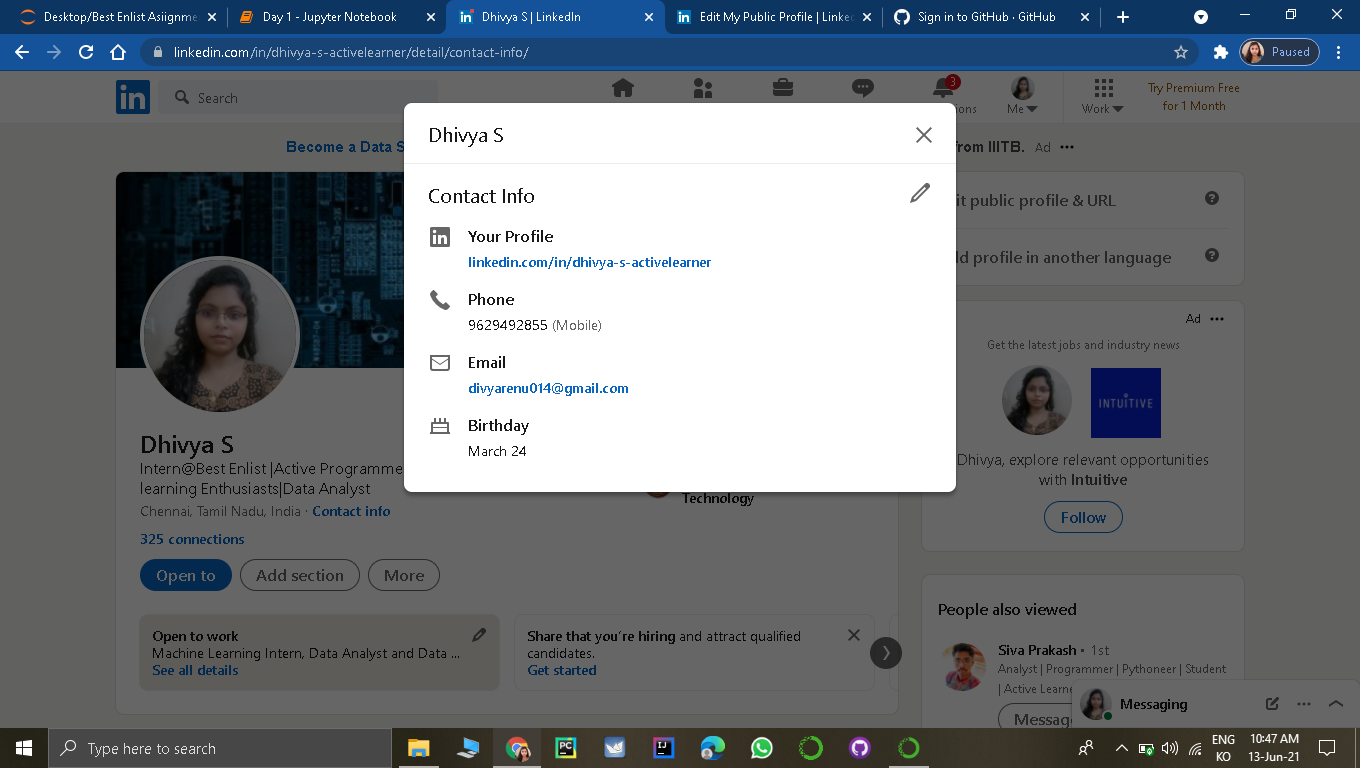 Desktop/Best Enlist Asiignme
Day 1 - Jupyter Notebook
Dhivya S | LinkedIn
Edit My Public Profile | Linke
Sign in to GitHub · GitHub
linkedin.com/in/dhivya-s-activelearner/detail/contact-info/
Paused
in
Search
3
ions
Me
Work
Try Premium Free
for 1 Month
Become a Data S
from IIITB.
Ad
Dhivya S
Contact Info
Your Profile
linkedin.com/in/dhivya-s-activelearner
Phone
9629492855 (Mobile)
Email
divyarenu014@gmail.com
Birthday
March 24
it public profile & URL
ld profile in another language
Ad
Get the latest jobs and industry news
INTUITIVE
Dhivya, explore relevant opportunities
with Intuitive
Follow
Dhivya S
Intern@Best Enlist |Active Programme
learning Enthusiasts|Data Analyst
Chennai, Tamil Nadu, India · Contact info
325 connections
Technology
Open to
Add section
More
Open to work
Machine Learning Intern, Data Analyst and Data ...
See all details
Share that you're hiring and attract qualified
candidates.
Get started
People also viewed
Siva Prakash • 1st
Analyst | Programmer | Pythoneer | Student
| Active Learne
Messag
Messaging
Type here to search
PC
IJ
ENG
KO
10:47 AM
13-Jun-21